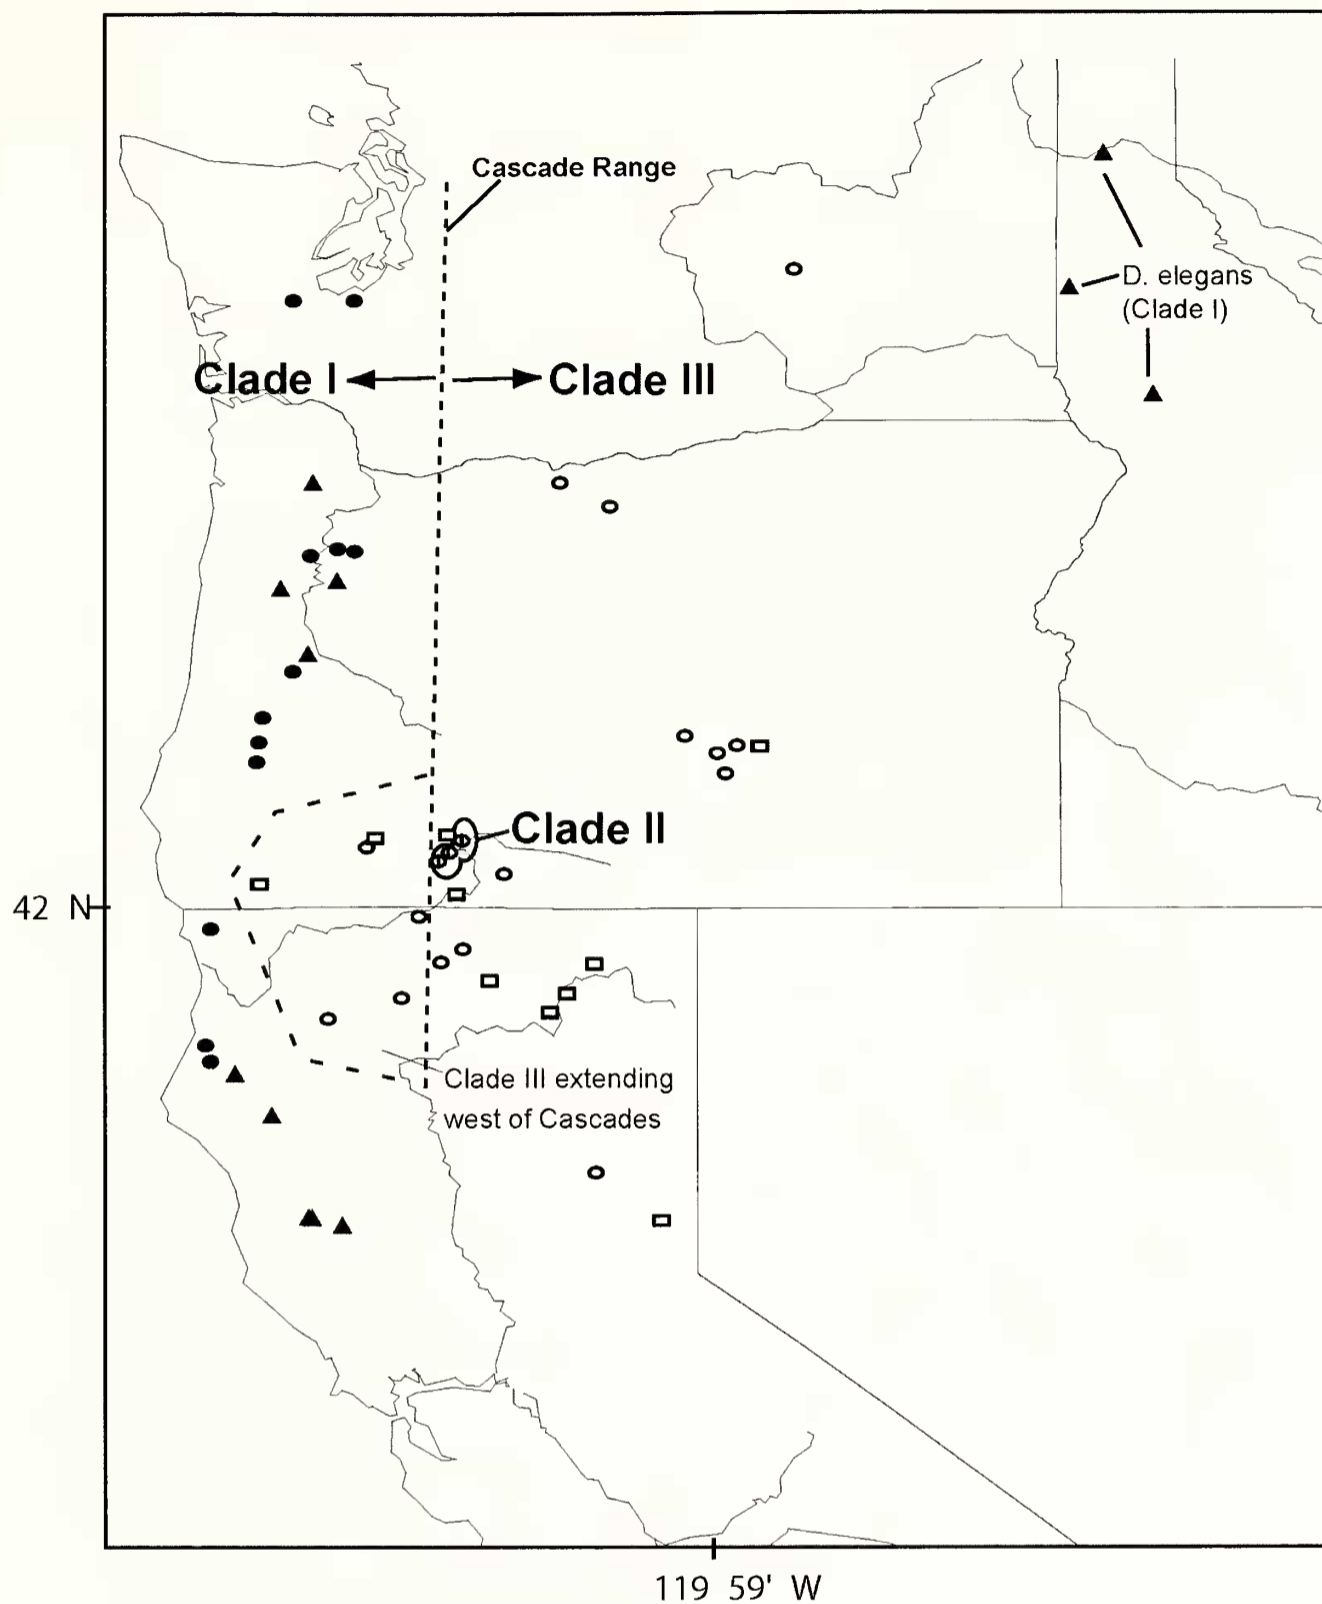 Cascade Range
D. elegans
(Clade I)
Clade I
Clade III
Clade II
42 N
Clade III extending
west of Cascades
119 59' W